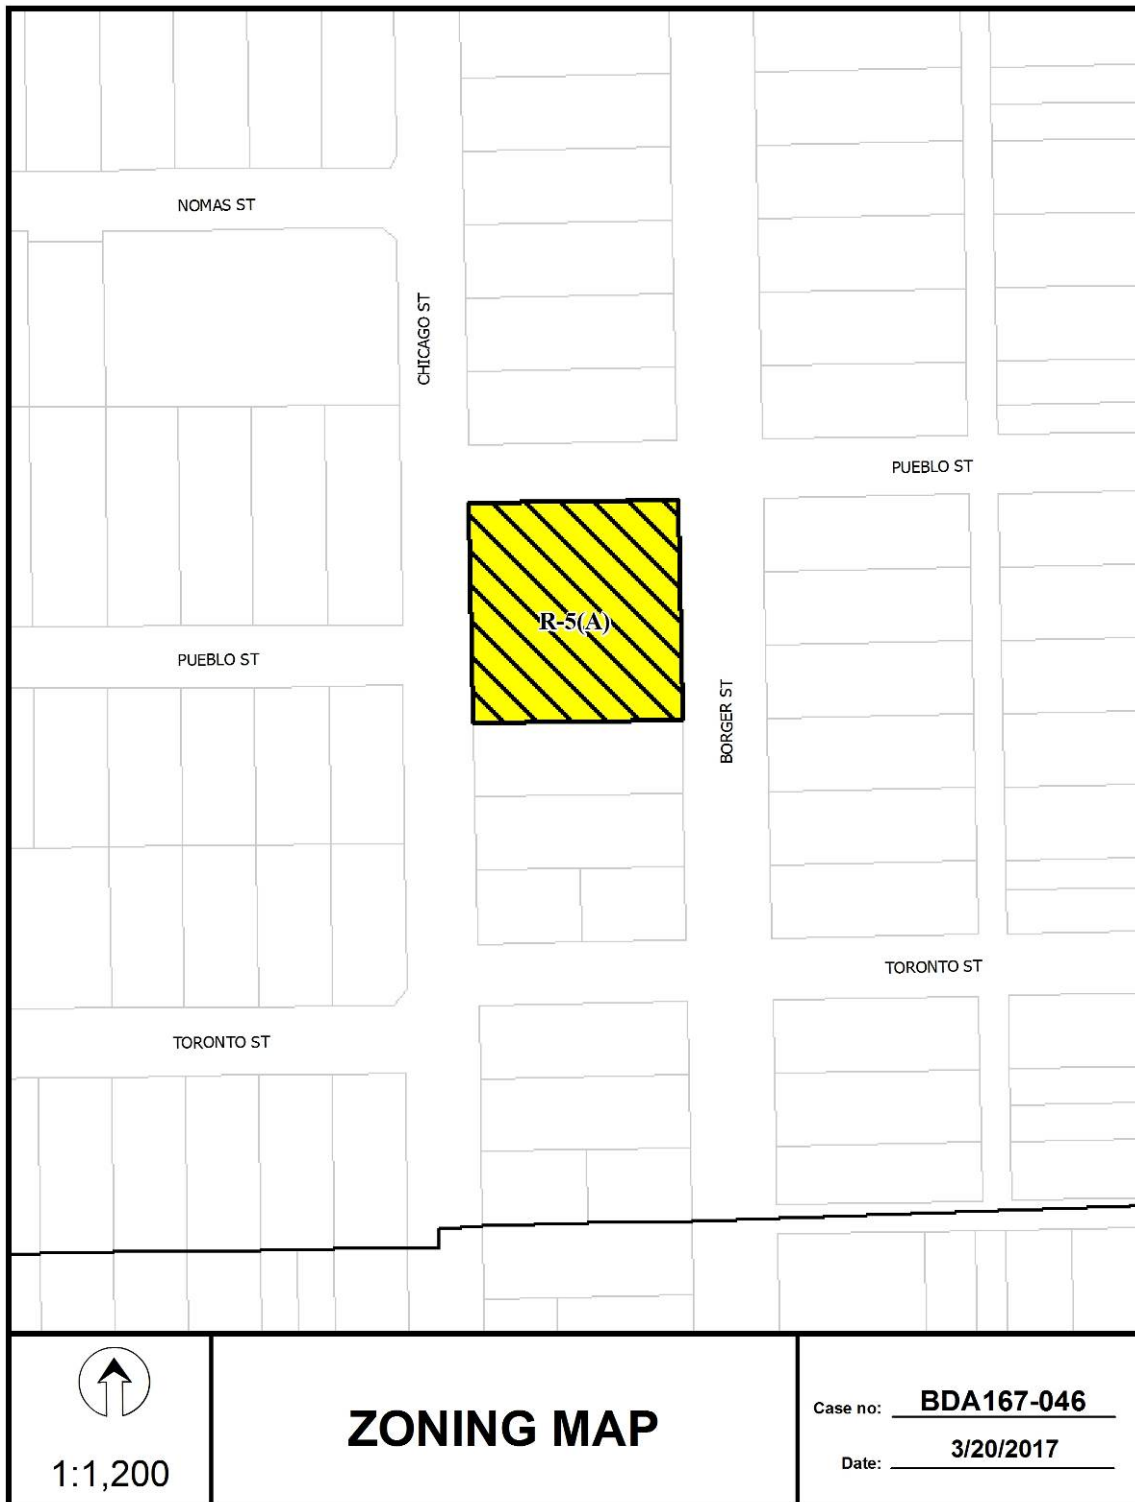 NOMAS ST
CHICAGO ST
PUEBLO ST
R-5(A)
PUEBLO ST
BORGER ST
TORONTO ST
TORONTO ST
1:1,200
ZONING MAP
Case no: BDA167-046
Date: 3/20/2017